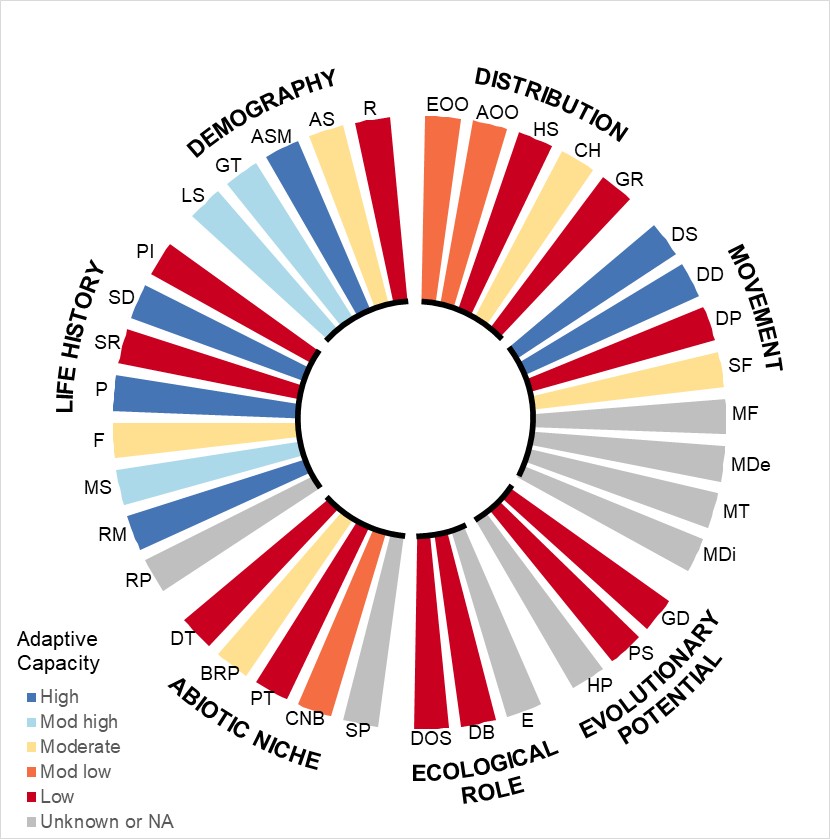 DISTRIBUTION
EOO
AOO
HS
CH
GR
MOVEMENT
DS
DD
DP
SF
MF
MDe
MT
MDi
EVOLUTIONARY
POTENTIAL
GD
PS
HP
ECOLOGICAL
ROLE
E
DB
DOS
ABIOTIC NICHE
SP
CNB
PT
BRP
DT
LIFE HISTORY
RP
RM
MS
F
P
SR
SD
PI
DEMOGRAPHY
LS
GT
ASM
AS
R
Adaptive
Capacity
High
Mod high
Moderate
Mod low
Low
Unknown or NA